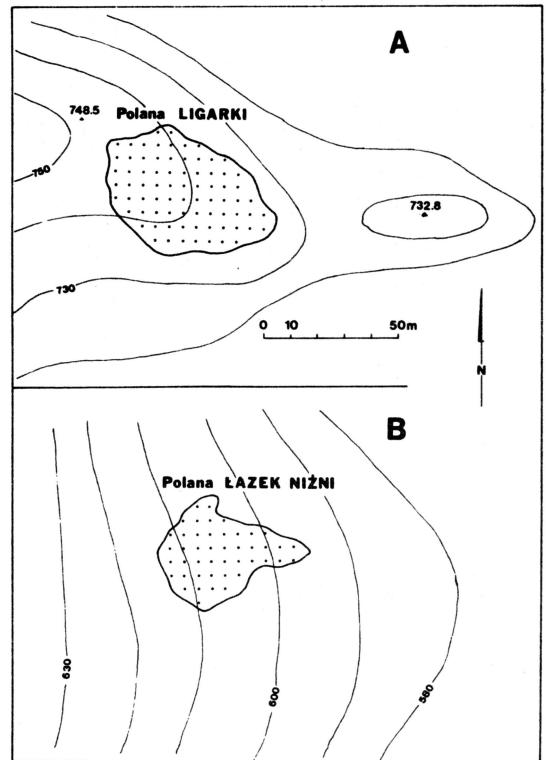 A
748.5
Polana LIGARKI
750
732.8
730
0 10 50m
N
B
Polana ŁAZEK NIŻNI
630
600
580